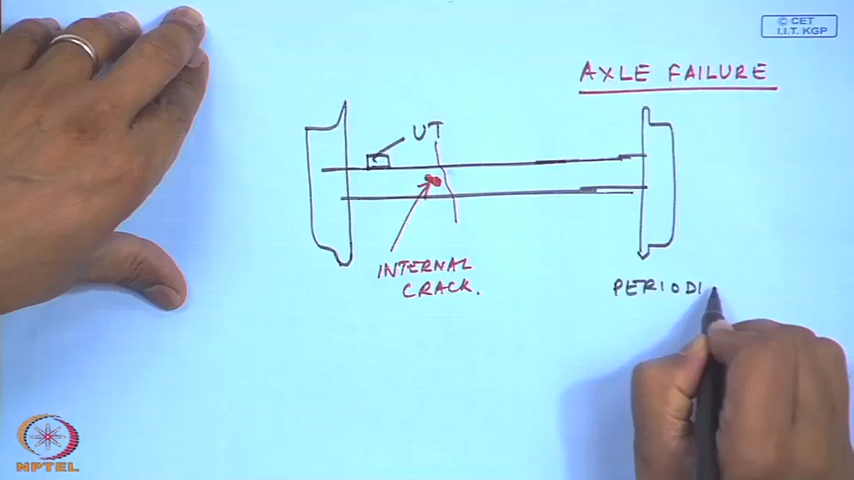 © CET
I.I.T. KGP
AXLE FAILURE
UT
INTERNAL
CRACK.
PERIODI
NPTEL